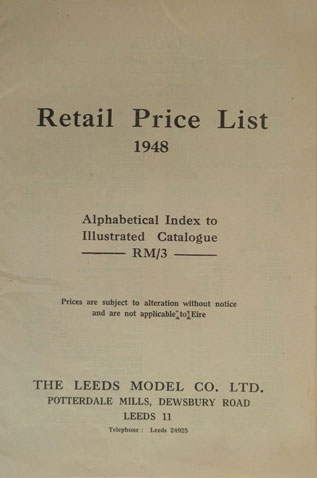 Retail Price List
1948
Alphabetical Index to
Illustrated Catalogue
RM/3
Prices are subject to alteration without notice
and are not applicable to Eire
THE LEEDS MODEL CO. LTD.
POTTERDALE MILLS, DEWSBURY ROAD
LEEDS 11
Telephone : Leeds 24925